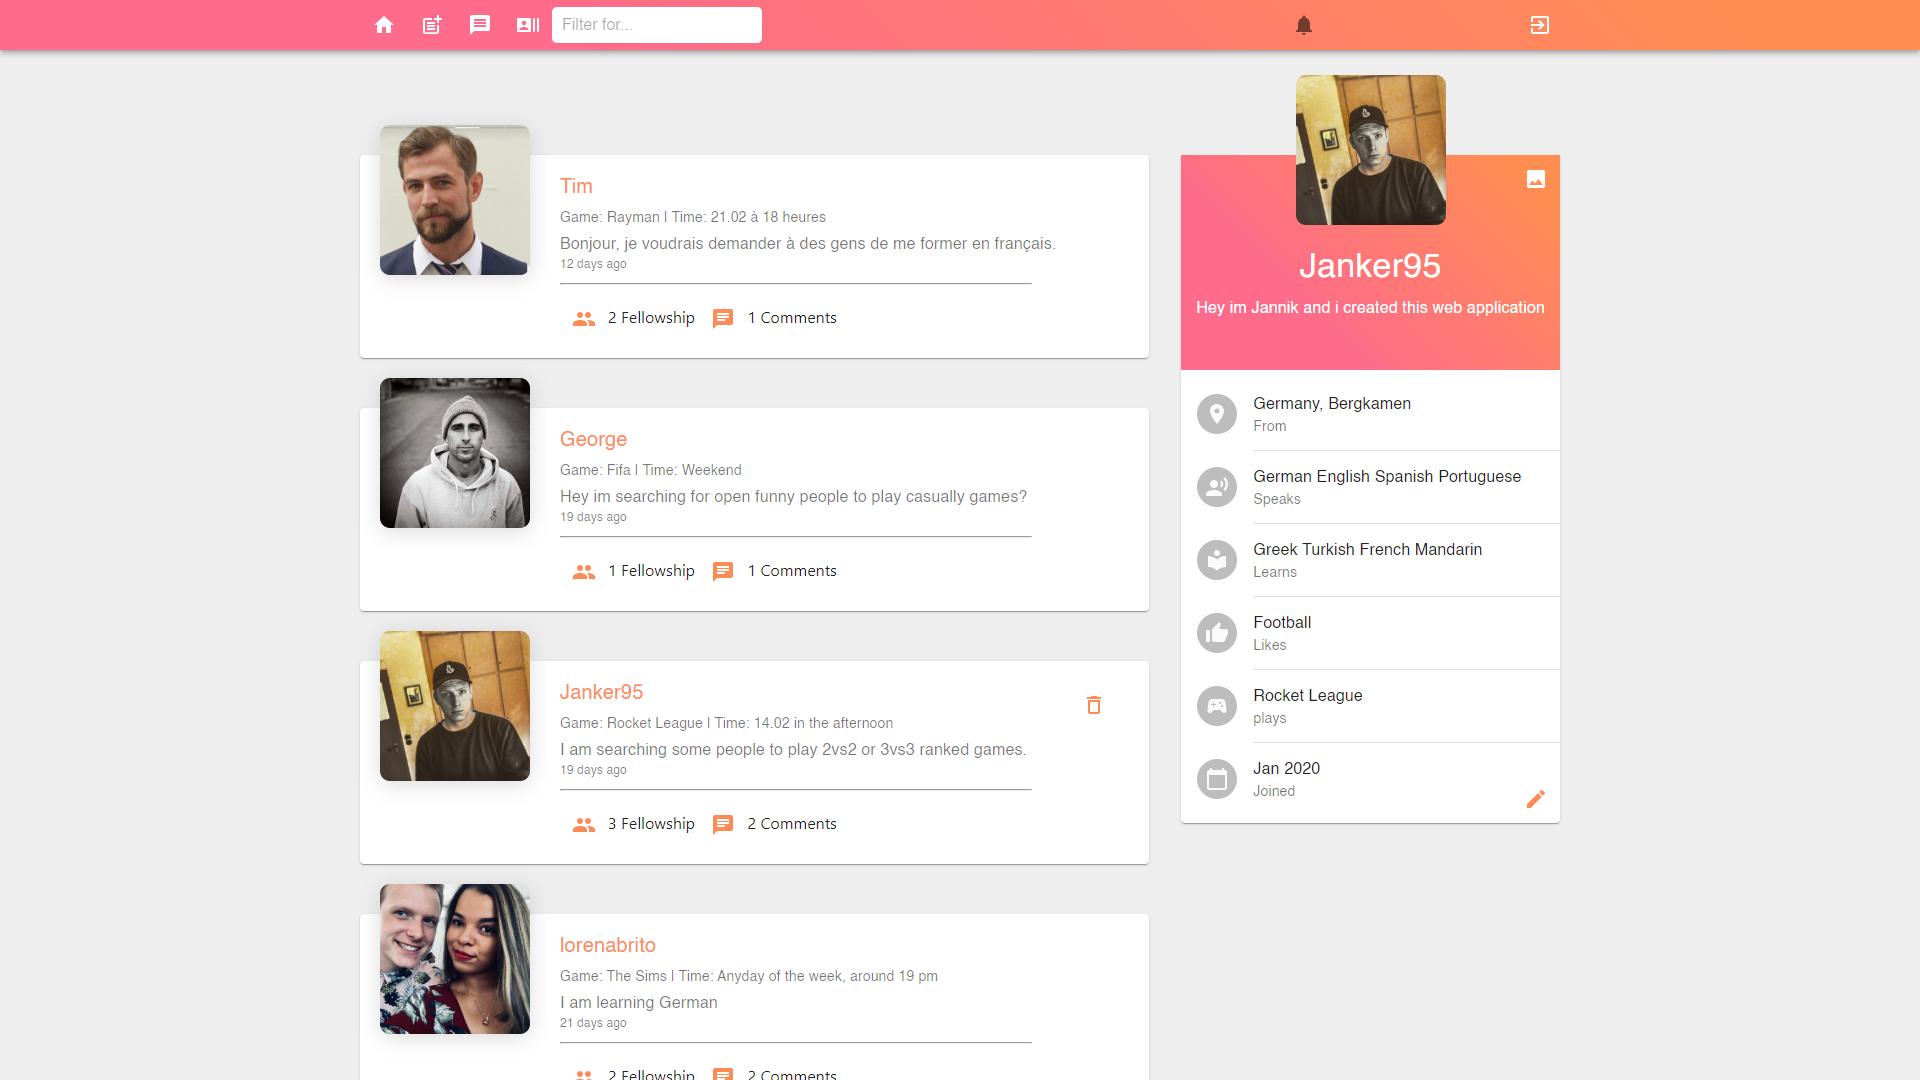 Filter for...
Tim
Game: Rayman | Time: 21.02 à 18 heures
Bonjour, je voudrais demander à des gens de me former en français.
12 days ago
2 Fellowship
1 Comments
George
Game: Fifa | Time: Weekend
Hey im searching for open funny people to play casually games?
19 days ago
1 Fellowship
1 Comments
Janker95
Game: Rocket League | Time: 14.02 in the afternoon
I am searching some people to play 2vs2 or 3vs3 ranked games.
19 days ago
3 Fellowship
2 Comments
lorenabrito
Game: The Sims | Time: Anyday of the week, around 19 pm
I am learning German
21 days ago
2 Fellowship
2 Comments
Janker95
Hey im Jannik and i created this web application
Germany, Bergkamen
From
German English Spanish Portuguese
Speaks
Greek Turkish French Mandarin
Learns
Football
Likes
Rocket League
plays
Jan 2020
Joined